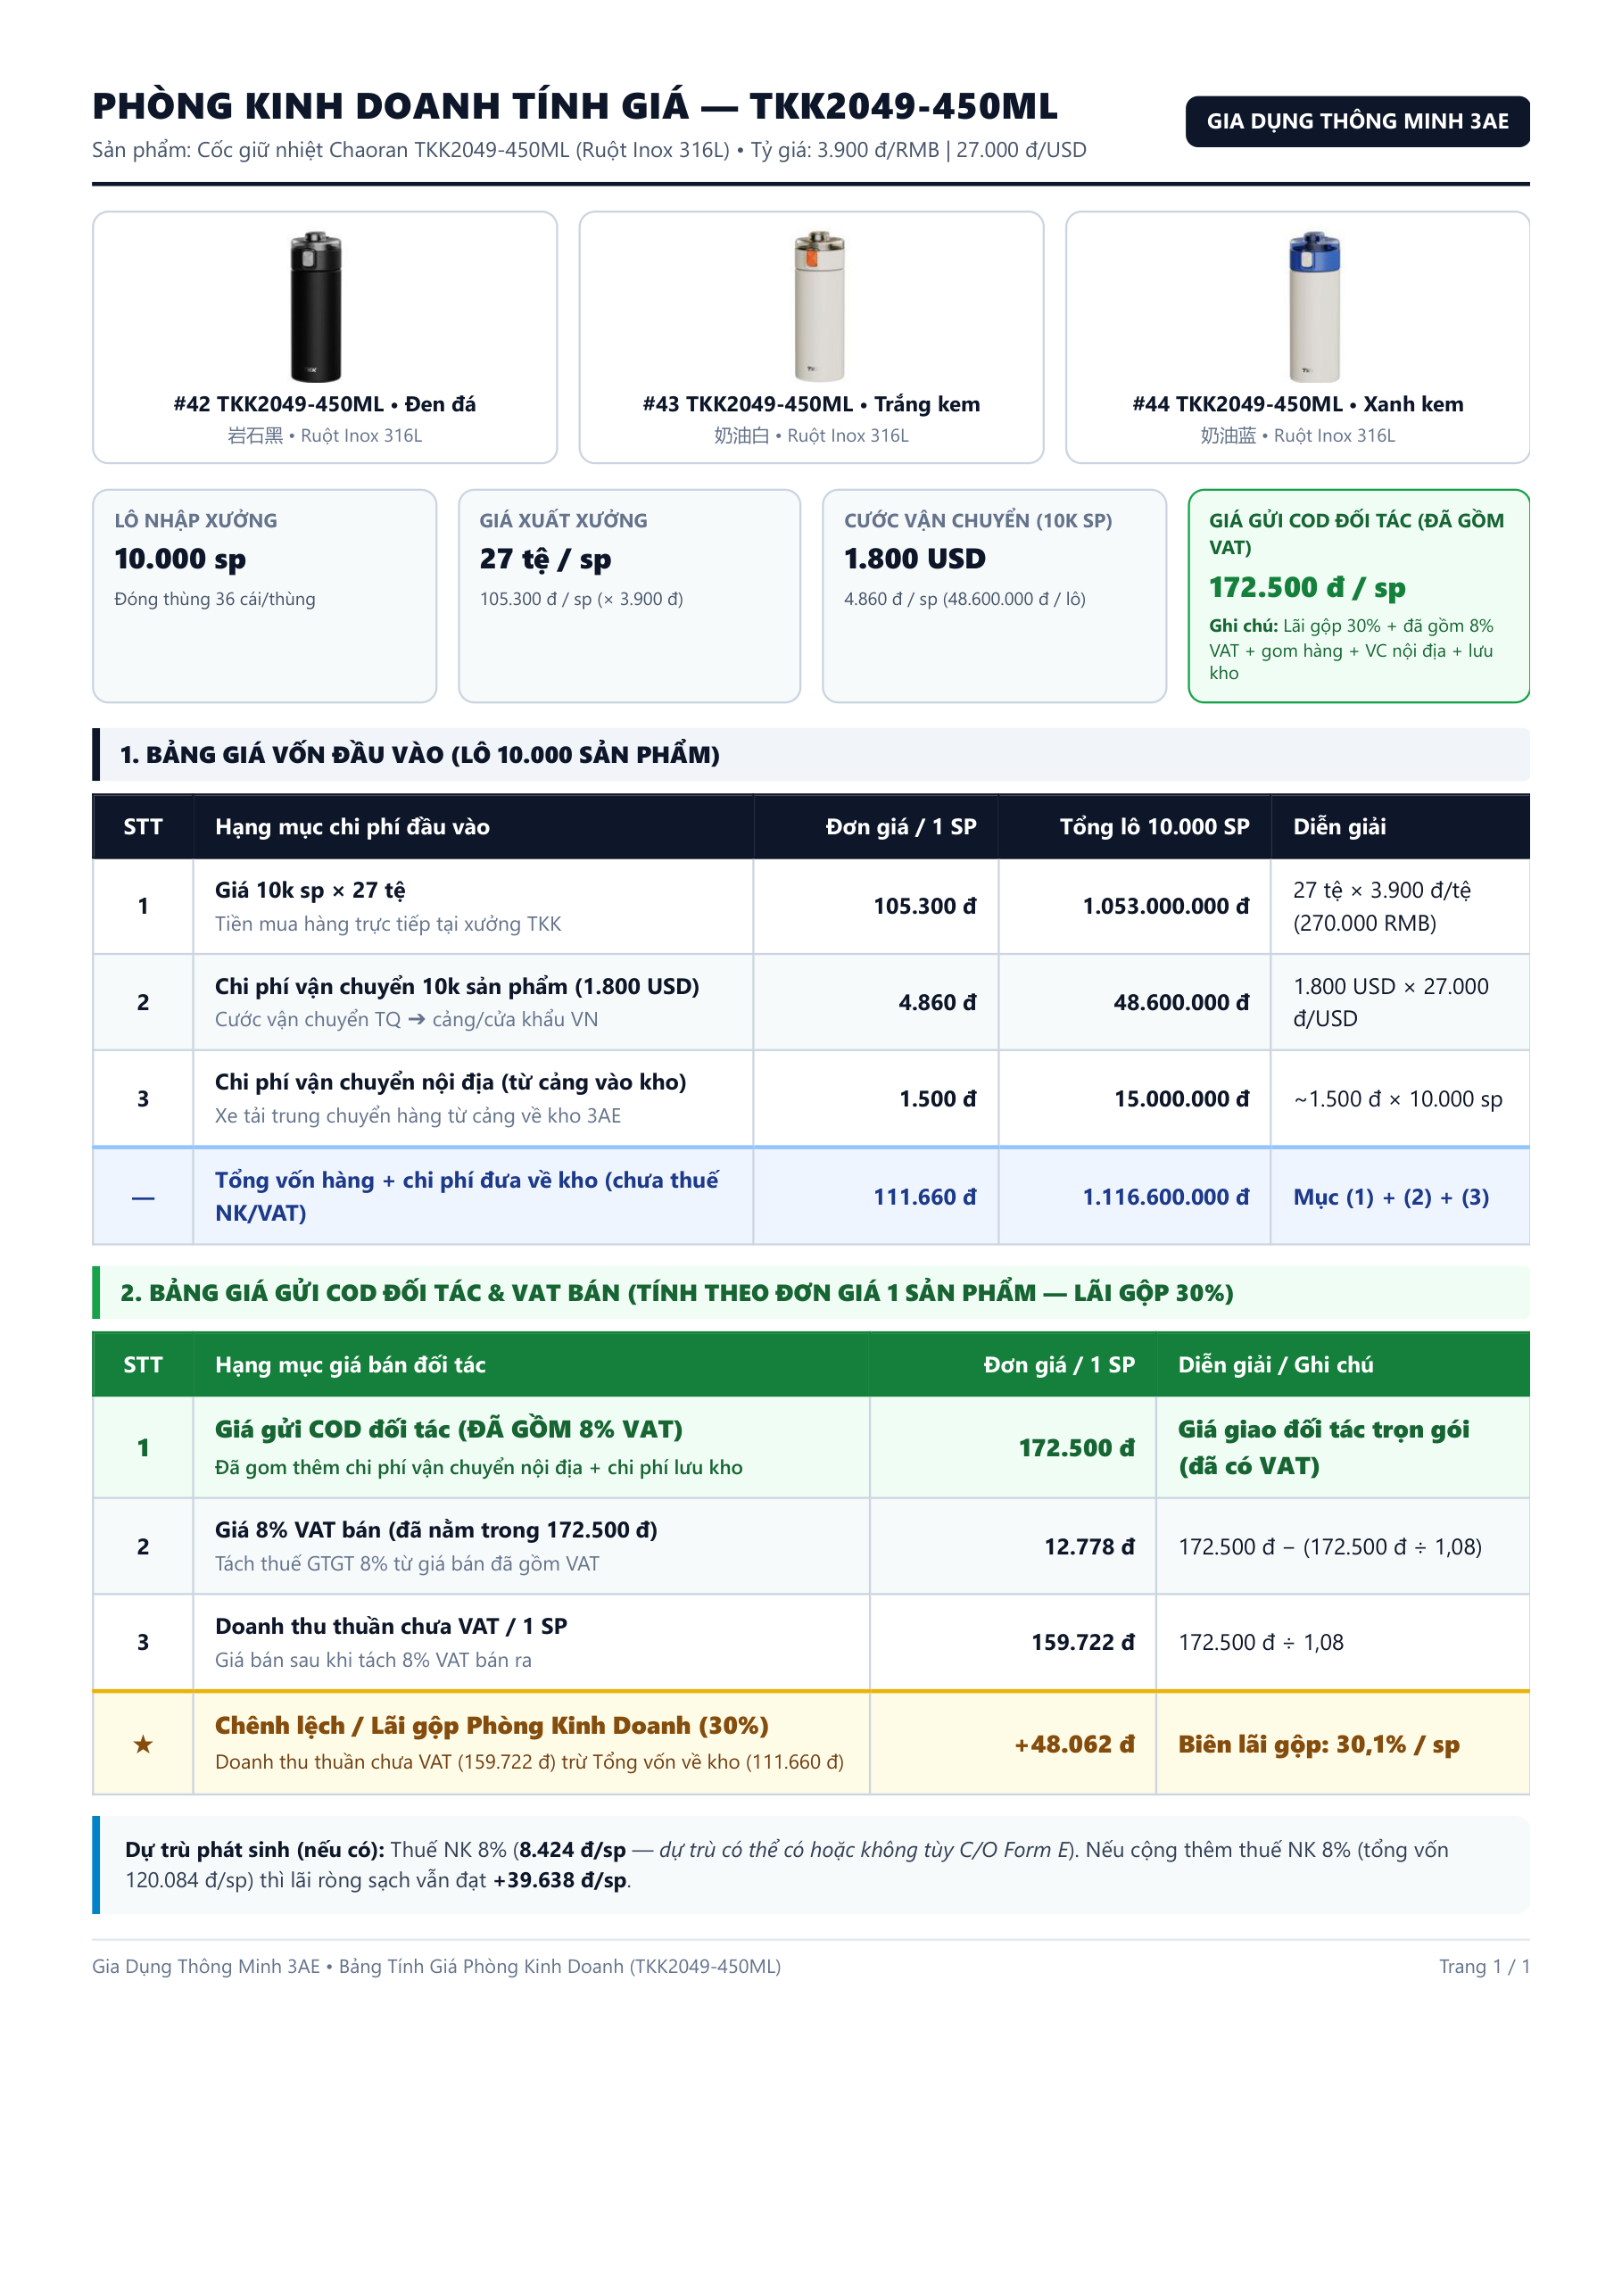 PHÒNG KINH DOANH TÍNH GIÁ — TKK2049-450ML
Sản phẩm: Cốc giữ nhiệt Chaoran TKK2049-450ML (Ruột Inox 316L) • Tỷ giá: 3.900 đ/RMB | 27.000 đ/USD
GIA DỤNG THÔNG MINH 3AE
#42 TKK2049-450ML • Đen đá
岩石黑 • Ruột Inox 316L
#43 TKK2049-450ML • Trắng kem
奶油白 • Ruột Inox 316L
#44 TKK2049-450ML • Xanh kem
奶油蓝 • Ruột Inox 316L
LÔ NHẬP XƯỞNG
10.000 sp
Đóng thùng 36 cái/thùng
GIÁ XUẤT XƯỞNG
27 tệ / sp
105.300 đ / sp (× 3.900 đ)
CƯỚC VẬN CHUYỂN (10K SP)
1.800 USD
4.860 đ / sp (48.600.000 đ / lô)
GIÁ GỬI COD ĐỐI TÁC (ĐÃ GỒM
VAT)
172.500 đ / sp
Ghi chú: Lãi gộp 30% + đã gồm 8%
VAT + gom hàng + VC nội địa + lưu
kho
1. BẢNG GIÁ VỐN ĐẦU VÀO (LÔ 10.000 SẢN PHẨM)
STT Hạng mục chi phí đầu vào Đơn giá / 1 SP Tổng lô 10.000 SP Diễn giải
1 Giá 10k sp × 27 tệ 105.300 đ 1.053.000.000 đ 27 tệ × 3.900 đ/tệ
Tiền mua hàng trực tiếp tại xưởng TKK (270.000 RMB)
2 Chi phí vận chuyển 10k sản phẩm (1.800 USD) 4.860 đ 48.600.000 đ 1.800 USD × 27.000
Cước vận chuyển TQ ➔ cảng/cửa khẩu VN đ/USD
3 Chi phí vận chuyển nội địa (từ cảng vào kho) 1.500 đ 15.000.000 đ ~1.500 đ × 10.000 sp
Xe tải trung chuyển hàng từ cảng về kho 3AE
— Tổng vốn hàng + chi phí đưa về kho (chưa thuế 111.660 đ 1.116.600.000 đ Mục (1) + (2) + (3)
NK/VAT)
2. BẢNG GIÁ GỬI COD ĐỐI TÁC & VAT BÁN (TÍNH THEO ĐƠN GIÁ 1 SẢN PHẨM — LÃI GỘP 30%)
STT Hạng mục giá bán đối tác Đơn giá / 1 SP Diễn giải / Ghi chú
1 Giá gửi COD đối tác (ĐÃ GỒM 8% VAT) 172.500 đ Giá giao đối tác trọn gói
Đã gom thêm chi phí vận chuyển nội địa + chi phí lưu kho (đã có VAT)
2 Giá 8% VAT bán (đã nằm trong 172.500 đ) 12.778 đ 172.500 đ − (172.500 đ ÷ 1,08)
Tách thuế GTGT 8% từ giá bán đã gồm VAT
3 Doanh thu thuần chưa VAT / 1 SP 159.722 đ 172.500 đ ÷ 1,08
Giá bán sau khi tách 8% VAT bán ra
★ Chênh lệch / Lãi gộp Phòng Kinh Doanh (30%) +48.062 đ Biên lãi gộp: 30,1% / sp
Doanh thu thuần chưa VAT (159.722 đ) trừ Tổng vốn về kho (111.660 đ)
Dự trù phát sinh (nếu có): Thuế NK 8% (8.424 đ/sp — dự trù có thể có hoặc không tùy C/O Form E). Nếu cộng thêm thuế NK 8% (tổng vốn
120.084 đ/sp) thì lãi ròng sạch vẫn đạt +39.638 đ/sp.
Gia Dụng Thông Minh 3AE • Bảng Tính Giá Phòng Kinh Doanh (TKK2049-450ML)
Trang 1 / 1